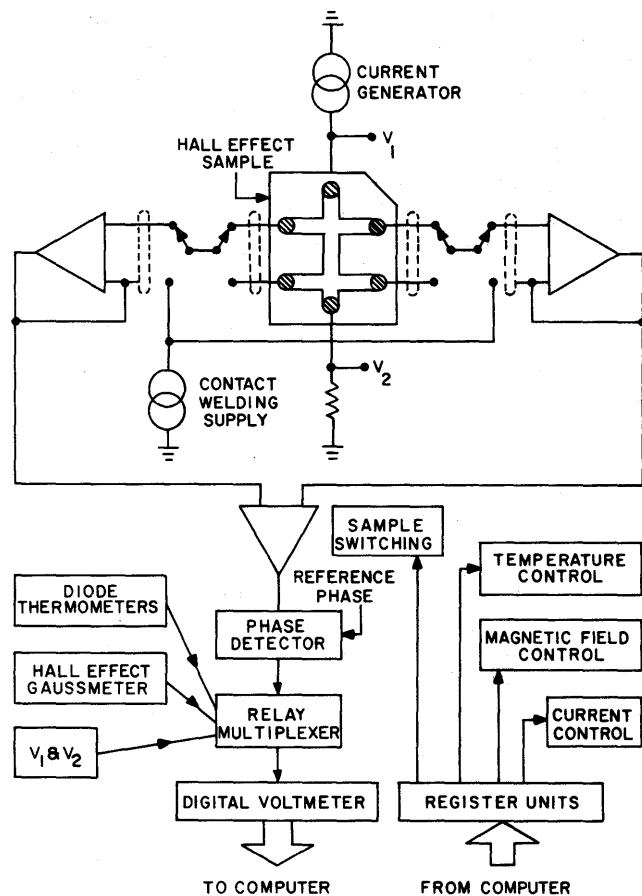 CURRENT
GENERATOR
V1
HALL EFFECT
SAMPLE
V2
CONTACT
WELDING
SUPPLY
SAMPLE
SWITCHING
TEMPERATURE
CONTROL
REFERENCE
PHASE
DIODE
THERMOMETERS
PHASE
DETECTOR
MAGNETIC FIELD
CONTROL
HALL EFFECT
GAUSSMETER
RELAY
MULTIPLEXER
CURRENT
CONTROL
V1 & V2
DIGITAL VOLTMETER
REGISTER UNITS
TO COMPUTER
FROM COMPUTER